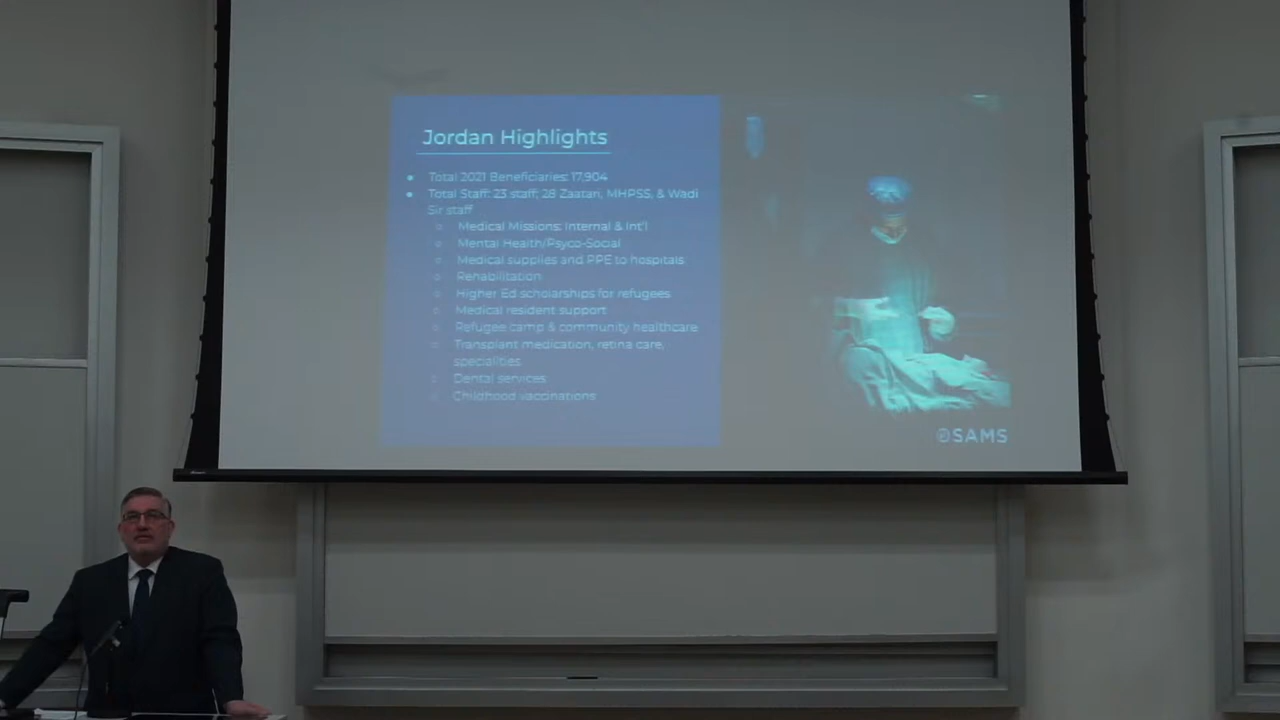 Jordan Highlights
Total 2021 Beneficiaries: 17,904
Total Staff: 23 staff; 28 Zaatari, MHPSS, & Wadi
Sir staff
Medical Missions: Internal & Int'l
Mental Health/Psyco-Social
Medical supplies and PPE to hospitals
Rehabilitation
Higher Ed scholarships for refugees
Medical resident support
Refugee camp & community healthcare
Transplant medication, retina care,
specialities
Dental services
Childhood vaccinations
SAMS